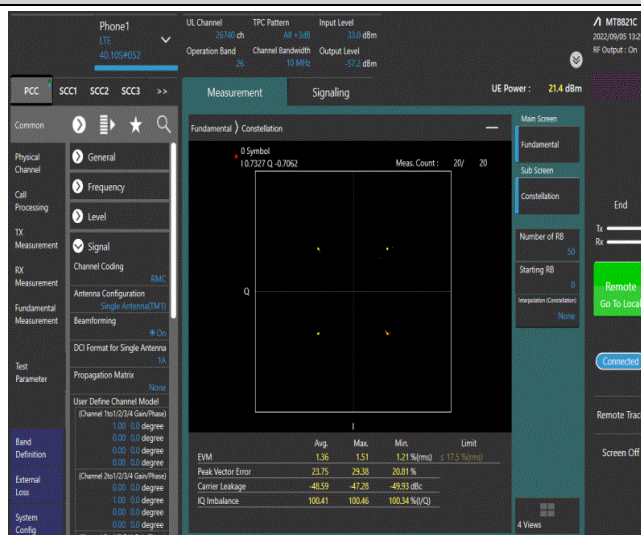 Phone1
LTE
40.10S#052
UL Channel TPC Pattern Input Level
26740 ch All +3dB 33.0 dBm
Operation Band Channel Bandwidth Output Level
26 10 MHz -57.2 dBm
MT8821C
2022/09/05 13:29
RF Output : On
PCC SCC1 SCC2 SCC3 >>
Measurement Signaling
UE Power : 21.4 dBm
Common
Physical
Channel
Call
Processing
TX
Measurement
RX
Measurement
Fundamental
Measurement
Test
Parameter
Band
Definition
External
Loss
System
Config
General
Frequency
Level
Signal
Channel Coding
RMC
Antenna Configuration
Single Antenna(TM1)
Beamforming
On
DCI Format for Single Antenna
1A
Propagation Matrix
None
User Define Channel Model
(Channel 1to1/2/3/4 Gain/Phase)
1.00 0.0 degree
0.00 0.0 degree
0.00 0.0 degree
0.00 0.0 degree
(Channel 2to1/2/3/4 Gain/Phase)
0.00 0.0 degree
1.00 0.0 degree
0.00 0.0 degree
0.00 0.0 degree
Fundamental > Constellation
0 Symbol
I 0.7327 Q -0.7062 Meas. Count : 20/ 20
Q
I
Avg. Max. Min. Limit
EVM 1.36 1.51 1.21 %(rms) ≤ 17.5 %(rms)
Peak Vector Error 23.75 29.38 20.81 %
Carrier Leakage -48.59 -47.28 -49.93 dBc
IQ Imbalance 100.41 100.46 100.34 %(I/Q)
Main Screen
Fundamental
Sub Screen
Constellation
Number of RB
50
Starting RB
0
Interpolation (Constellation)
None
4 Views
End
Tx
Rx
Remote
Go To Local
Connected
Remote Trac
Screen Off